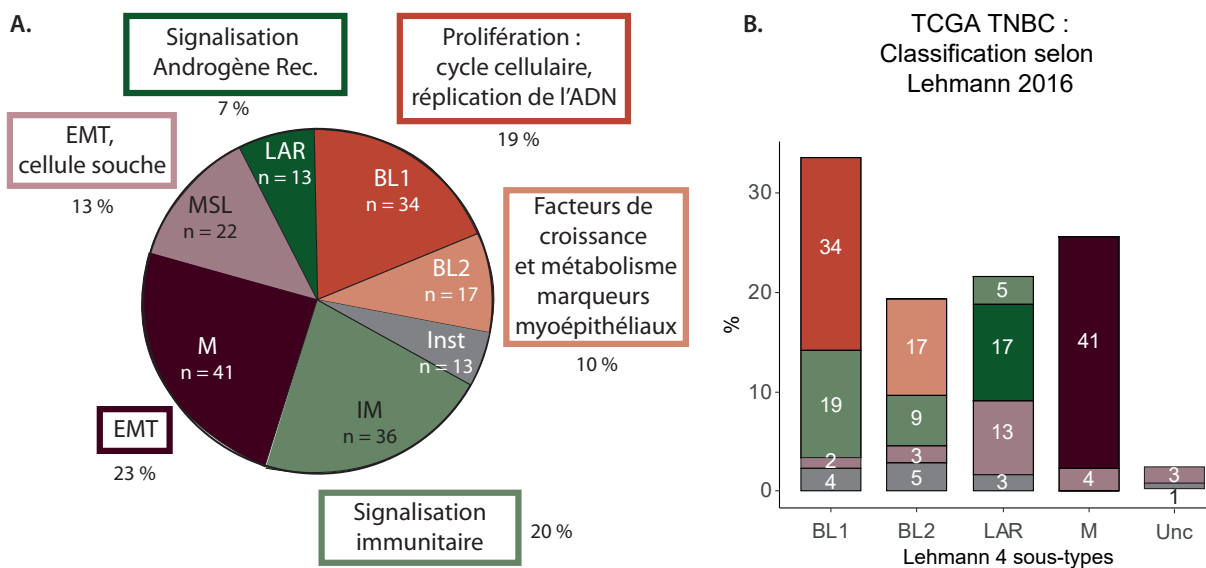 A.
Signalisation
Androgène Rec.
7 %
Prolifération :
cycle cellulaire,
réplication de l'ADN
19 %
EMT,
cellule souche
13 %
LAR
n = 13
BL1
n = 34
MSL
n = 22
BL2
n = 17
Inst
n = 13
M
n = 41
IM
n = 36
Facteurs de
croissance
et métabolisme
marqueurs
myoépithéliaux
10 %
EMT
23 %
Signalisation
immunitaire
20 %
B.
TCGA TNBC :
Classification selon
Lehmann 2016
%
30
20
10
0
34
19
2
4
17
9
3
5
5
17
13
3
41
4
3
1
BL1 BL2 LAR M Unc
Lehmann 4 sous-types